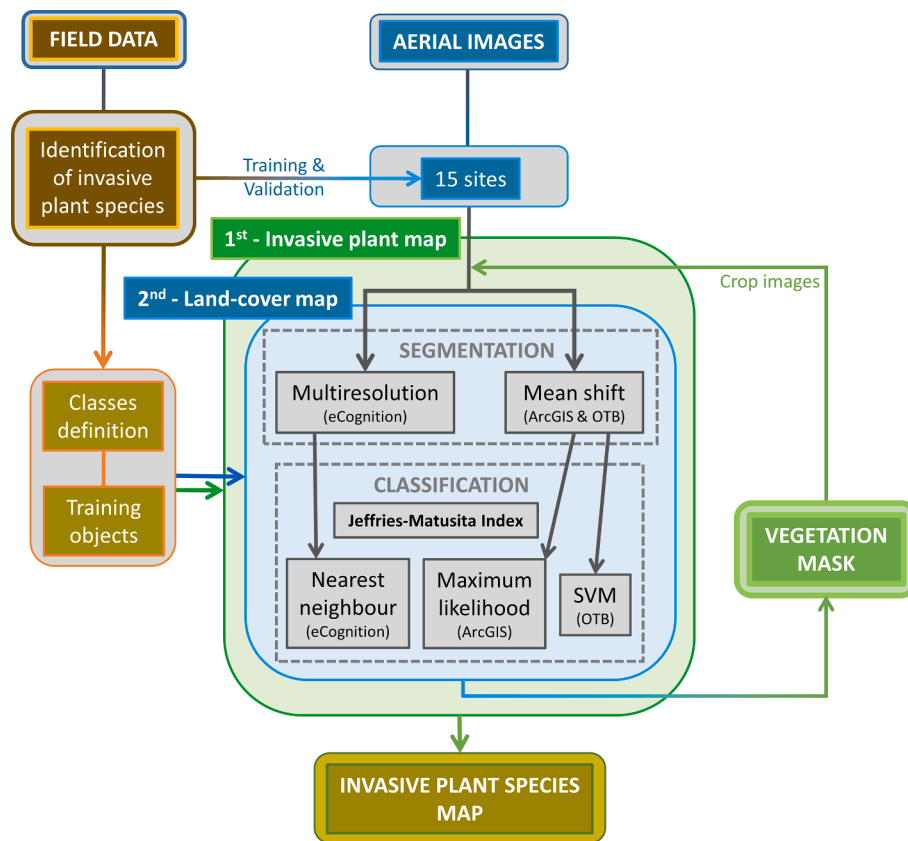 FIELD DATA
AERIAL IMAGES
Identification
of invasive
plant species
Training &
Validation
15 sites
1st - Invasive plant map
Crop images
2nd - Land-cover map
SEGMENTATION
Multiresolution
(eCognition)
Mean shift
(ArcGIS & OTB)
Classes
definition
Training
objects
CLASSIFICATION
Jeffries-Matusita Index
Nearest
neighbour
(eCognition)
Maximum
likelihood
(ArcGIS)
SVM
(OTB)
VEGETATION
MASK
INVASIVE PLANT SPECIES
MAP